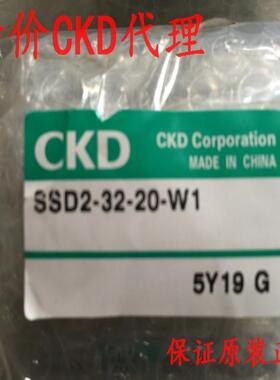 价CKD代理
CKD
CKD Corporation
MADE IN CHINA
SSD2-32-20-W1
5Y19 G
保证原装正